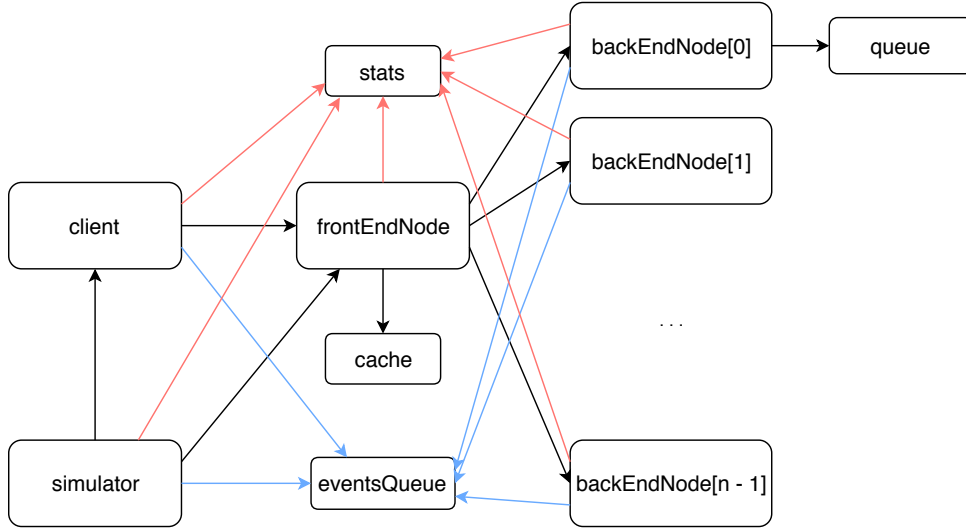 backEndNode[0]
queue
stats
backEndNode[1]
client
frontEndNode
...
cache
simulator
eventsQueue
backEndNode[n - 1]